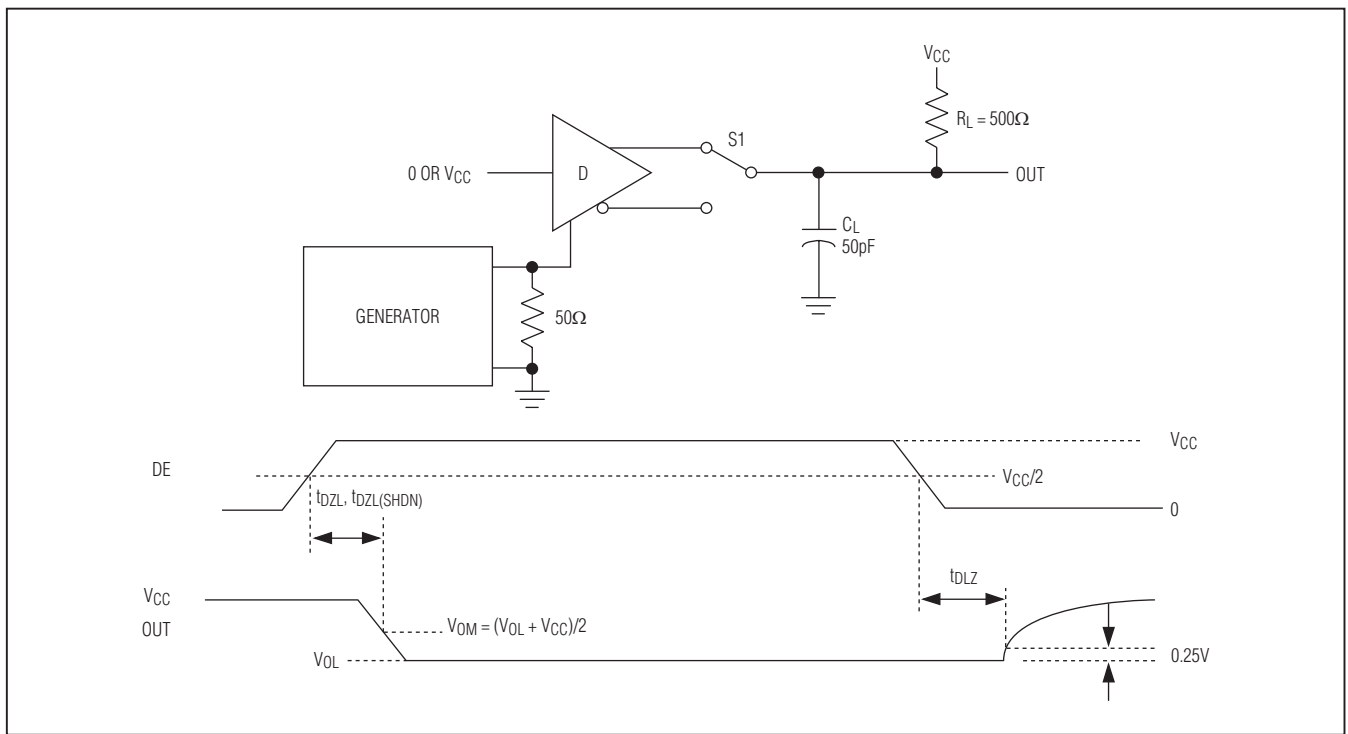 VCC
RL = 500Ω
S1
0 OR VCC
D
OUT
CL
50pF
GENERATOR
50Ω
VCC
DE
VCC/2
tDZL, tDZL(SHDN)
0
tDLZ
VCC
OUT
VOM = (VOL + VCC)/2
VOL
0.25V